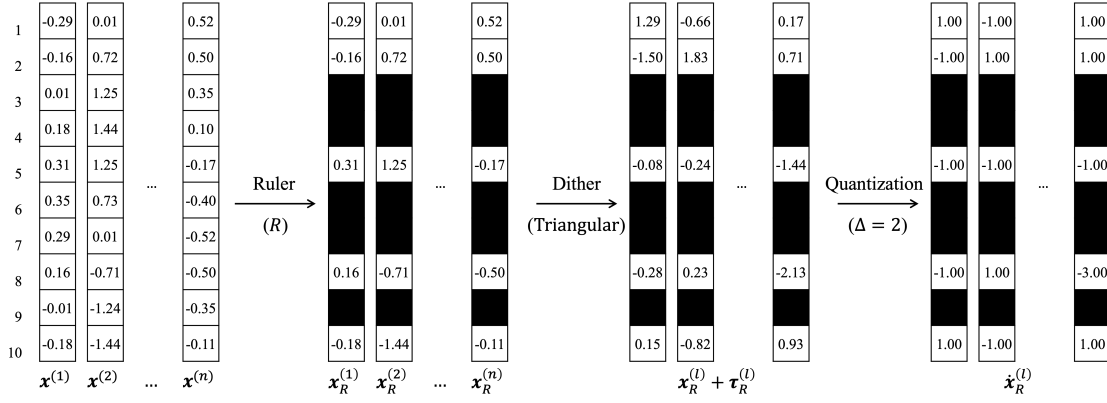 1 -0.29 0.01 0.52 -0.29 0.01 0.52 1.29 -0.66 0.17 1.00 -1.00 1.00
2 -0.16 0.72 0.50 -0.16 0.72 0.50 -1.50 1.83 0.71 -1.00 1.00 1.00
3 0.01 1.25 0.35
4 0.18 1.44 0.10
5 0.31 1.25 -0.17 0.31 1.25 -0.17 -0.08 -0.24 -1.44 -1.00 -1.00 -1.00
... Ruler ... Dither ... Quantization ...
6 0.35 0.73 -0.40
(R) (Triangular) (Δ = 2)
7 0.29 0.01 -0.52
8 0.16 -0.71 -0.50 0.16 -0.71 -0.50 -0.28 0.23 -2.13 -1.00 1.00 -3.00
9 -0.01 -1.24 -0.35
10 -0.18 -1.44 -0.11 -0.18 -1.44 -0.11 0.15 -0.82 0.93 1.00 -1.00 1.00
x^(1) x^(2) ... x^(n) x_R^(1) x_R^(2) ... x_R^(n) x_R^(l) + τ_R^(l) ẋ_R^(l)